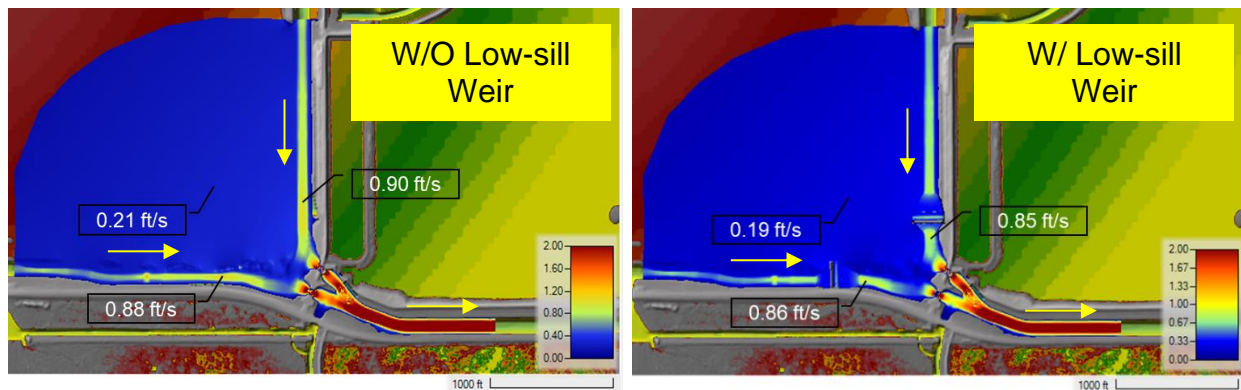 W/O Low-sill
Weir
0.90 ft/s
0.21 ft/s
0.88 ft/s
2.00
1.60
1.20
0.80
0.40
0.00
1000 ft
W/ Low-sill
Weir
0.85 ft/s
0.19 ft/s
0.86 ft/s
2.00
1.67
1.33
1.00
0.67
0.33
0.00
1000 ft